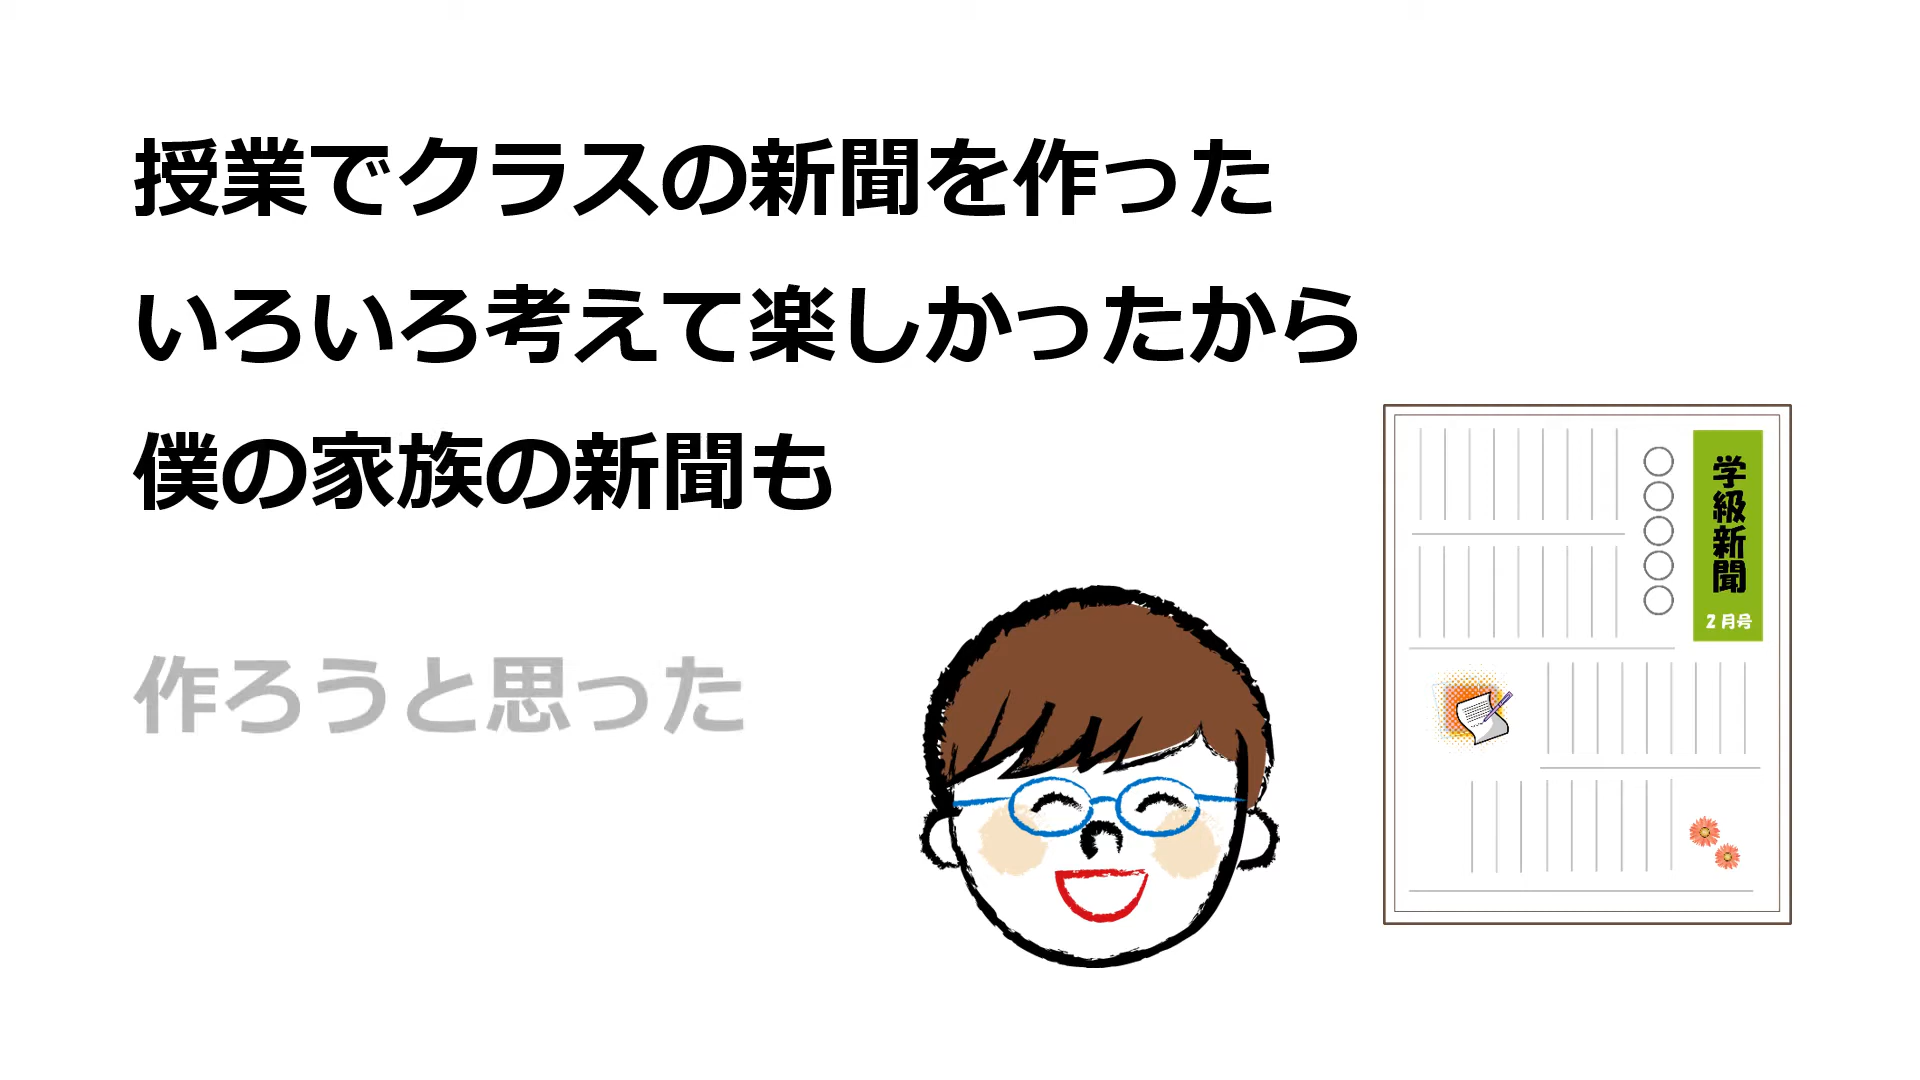 授業でクラスの新聞を作った
いろいろ考えて楽しかったから
僕の家族の新聞も
作ろうと思った
学級新聞
2月号